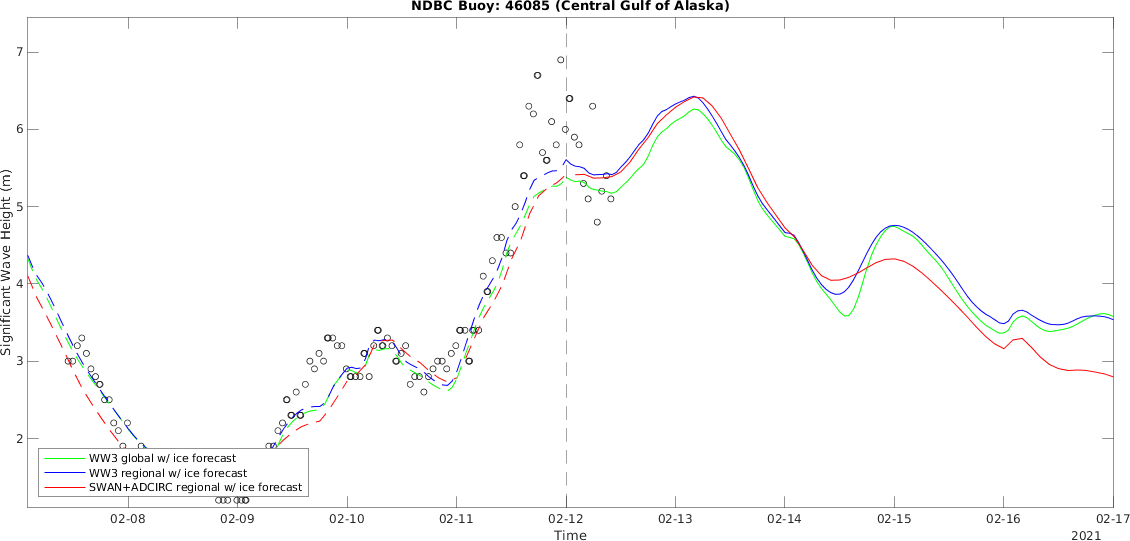 NDBC Buoy: 46085 (Central Gulf of Alaska)
7
6
5
4
3
2
Significant Wave Height (m)
WW3 global w/ ice forecast
WW3 regional w/ ice forecast
SWAN+ADCIRC regional w/ ice forecast
02-08 02-09 02-10 02-11 02-12 02-13 02-14 02-15 02-16 02-17
Time
2021